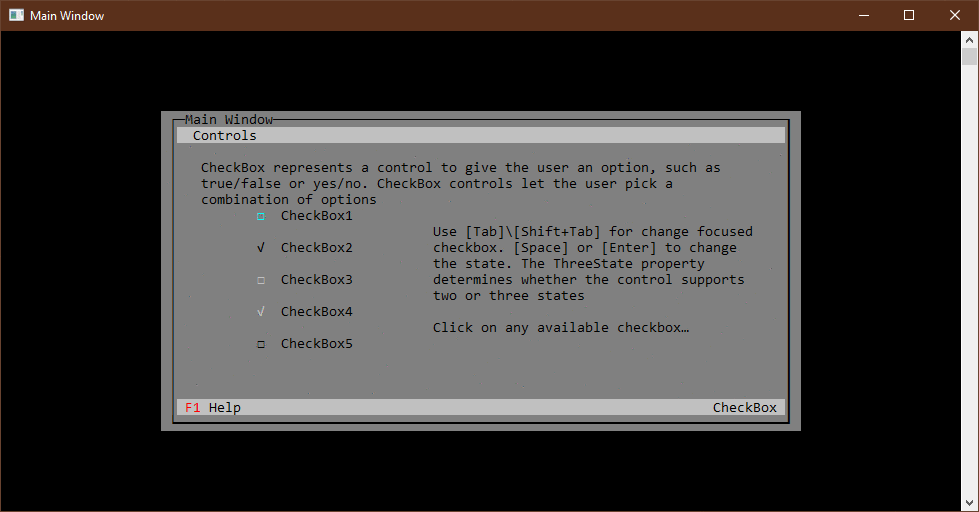 Main Window
Main Window
Controls
CheckBox represents a control to give the user an option, such as
true/false or yes/no. CheckBox controls let the user pick a
combination of options
□ CheckBox1
Use [Tab]\[Shift+Tab] for change focused
√ CheckBox2
checkbox. [Space] or [Enter] to change
the state. The ThreeState property
□ CheckBox3
determines whether the control supports
two or three states
√ CheckBox4
Click on any available checkbox…
□ CheckBox5
F1 Help
CheckBox